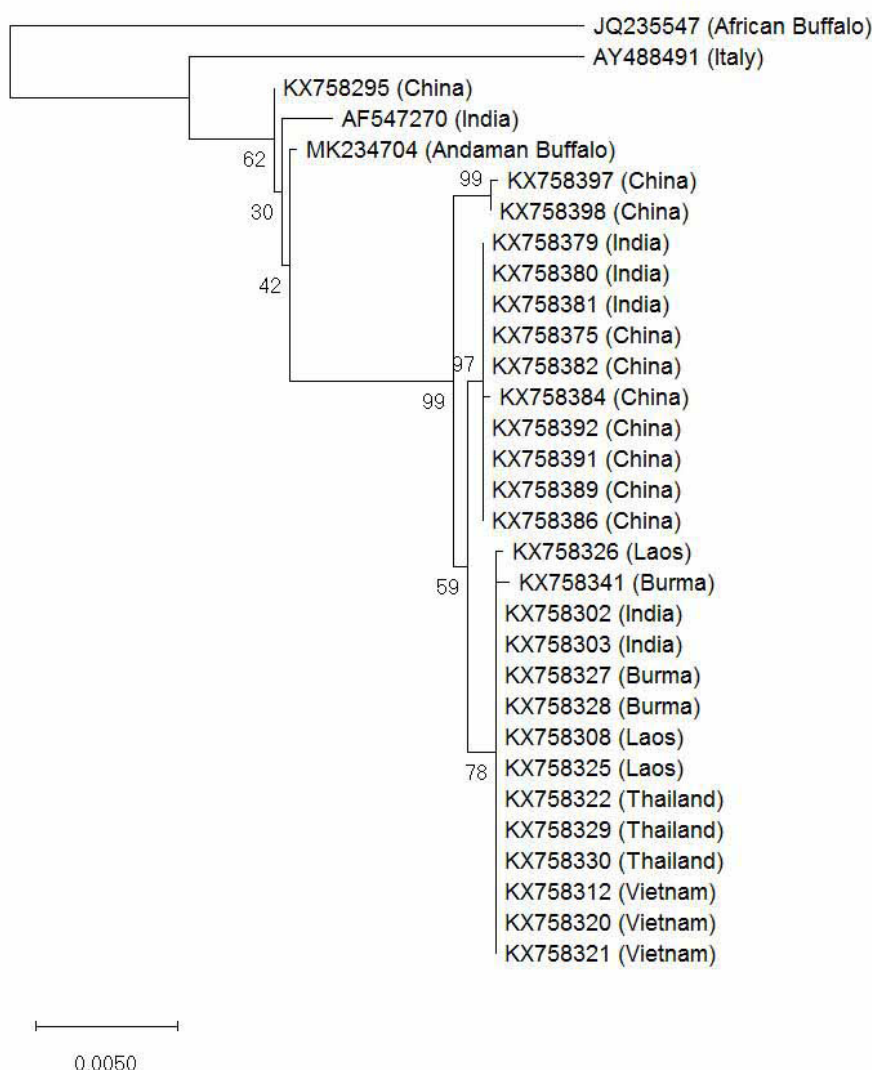 JQ235547 (African Buffalo)
AY488491 (Italy)
KX758295 (China)
AF547270 (India)
62
MK234704 (Andaman Buffalo)
99
KX758397 (China)
30
KX758398 (China)
KX758379 (India)
KX758380 (India)
42
KX758381 (India)
KX758375 (China)
97
KX758382 (China)
99
KX758384 (China)
KX758392 (China)
KX758391 (China)
KX758389 (China)
KX758386 (China)
KX758326 (Laos)
59
KX758341 (Burma)
KX758302 (India)
KX758303 (India)
KX758327 (Burma)
KX758328 (Burma)
KX758308 (Laos)
78
KX758325 (Laos)
KX758322 (Thailand)
KX758329 (Thailand)
KX758330 (Thailand)
KX758312 (Vietnam)
KX758320 (Vietnam)
KX758321 (Vietnam)
0.0050